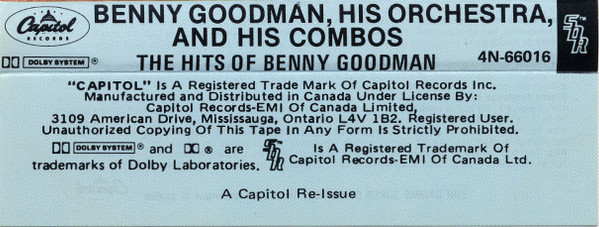 BENNY GOODMAN, HIS ORCHESTRA,
AND HIS COMBOS
Capitol
RECORDS
SDR
DOLBY SYSTEM ®
THE HITS OF BENNY GOODMAN
4N-66016
"CAPITOL" Is A Registered Trade Mark Of Capitol Records Inc.
Manufactured and Distributed in Canada Under License By:
Capitol Records-EMI Of Canada Limited,
3109 American Drive, Mississauga, Ontario L4V 1B2. Registered User.
Unauthorized Copying Of This Tape In Any Form Is Strictly Prohibited.
DOLBY SYSTEM ® and ® are
trademarks of Dolby Laboratories.
SDR Is A Registered Trademark Of
Capitol Records-EMI Of Canada Ltd.
A Capitol Re-Issue